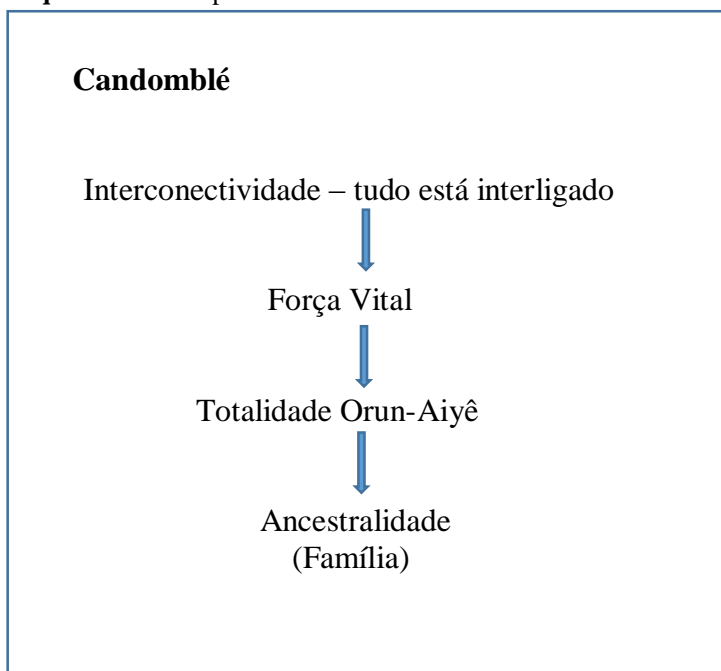 Candomblé
Interconectividade – tudo está interligado
Força Vital
Totalidade Orun-Aiyê
Ancestralidade
(Família)